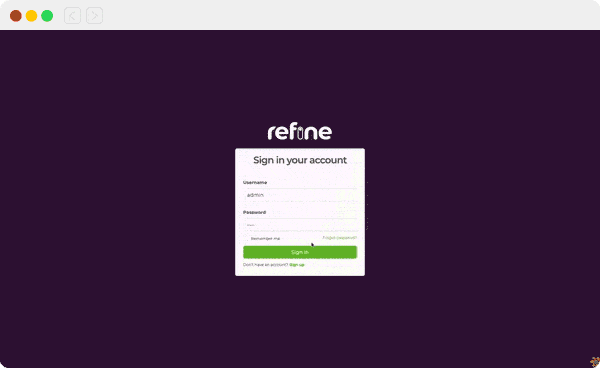 refine
Sign in your account
Username
admin
Password
Remember me
Forgot password?
Sign in
Don't have an account? Sign up